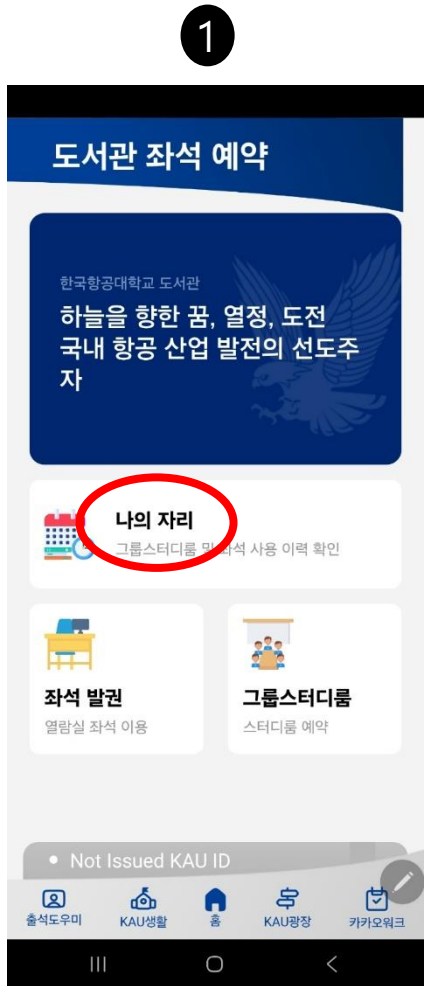 1
도서관 좌석 예약
한국항공대학교 도서관
하늘을 향한 꿈, 열정, 도전
국내 항공 산업 발전의 선도주
자
나의 자리
그룹스터디룸 및 좌석 사용 이력 확인
좌석 발권
열람실 좌석 이용
그룹스터디룸
스터디룸 예약
• Not Issued KAU ID
출석도우미
KAU생활
홈
KAU광장
카카오워크